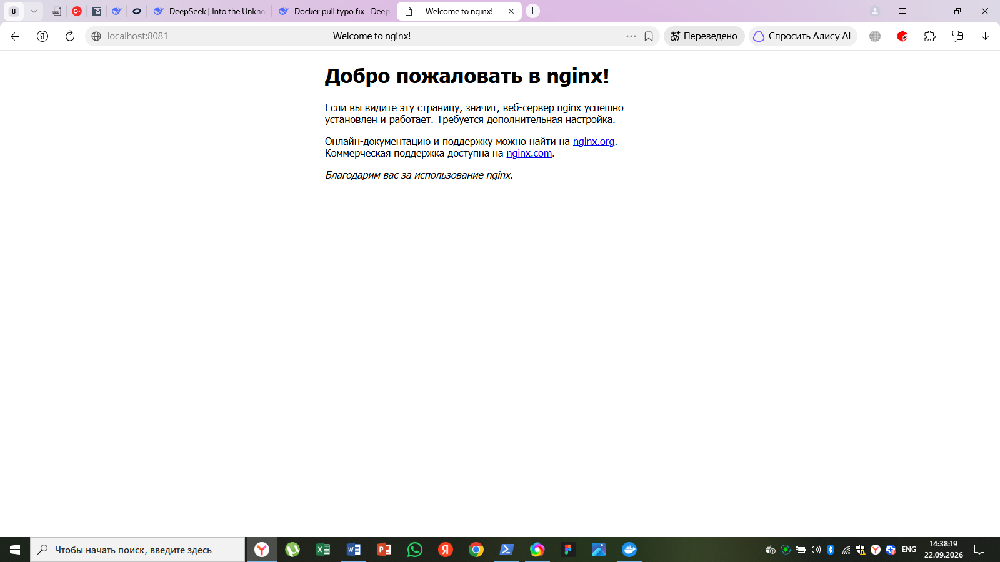 8
DeepSeek | Into the Unkno
Docker pull typo fix - Deep
Welcome to nginx!
localhost:8081
Welcome to nginx!
Переведено
Спросить Алису AI
Добро пожаловать в nginx!
Если вы видите эту страницу, значит, веб-сервер nginx успешно
установлен и работает. Требуется дополнительная настройка.
Онлайн-документацию и поддержку можно найти на nginx.org.
Коммерческая поддержка доступна на nginx.com.
Благодарим вас за использование nginx.
Чтобы начать поиск, введите здесь
ENG
14:38:19
22.09.2026